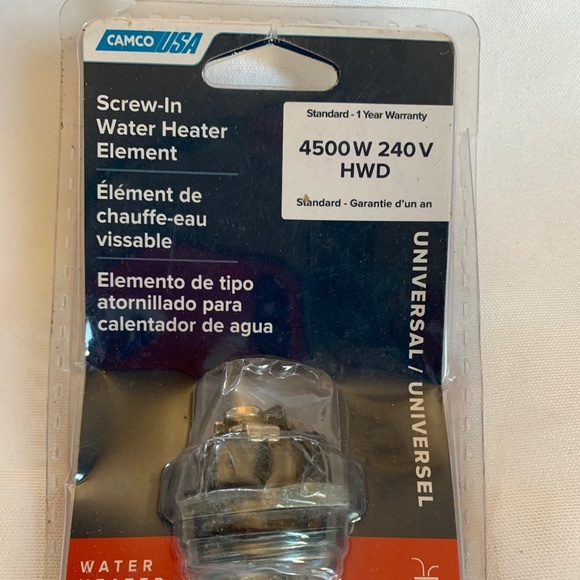 CAMCO USA
Screw-In
Water Heater
Element
Élément de
chauffe-eau
vissable
Elemento de tipo
atornillado para
calentador de agua
Standard - 1 Year Warranty
4500W 240V
HWD
Standard - Garantie d'un an
UNIVERSAL / UNIVERSEL
WATER
HEATER